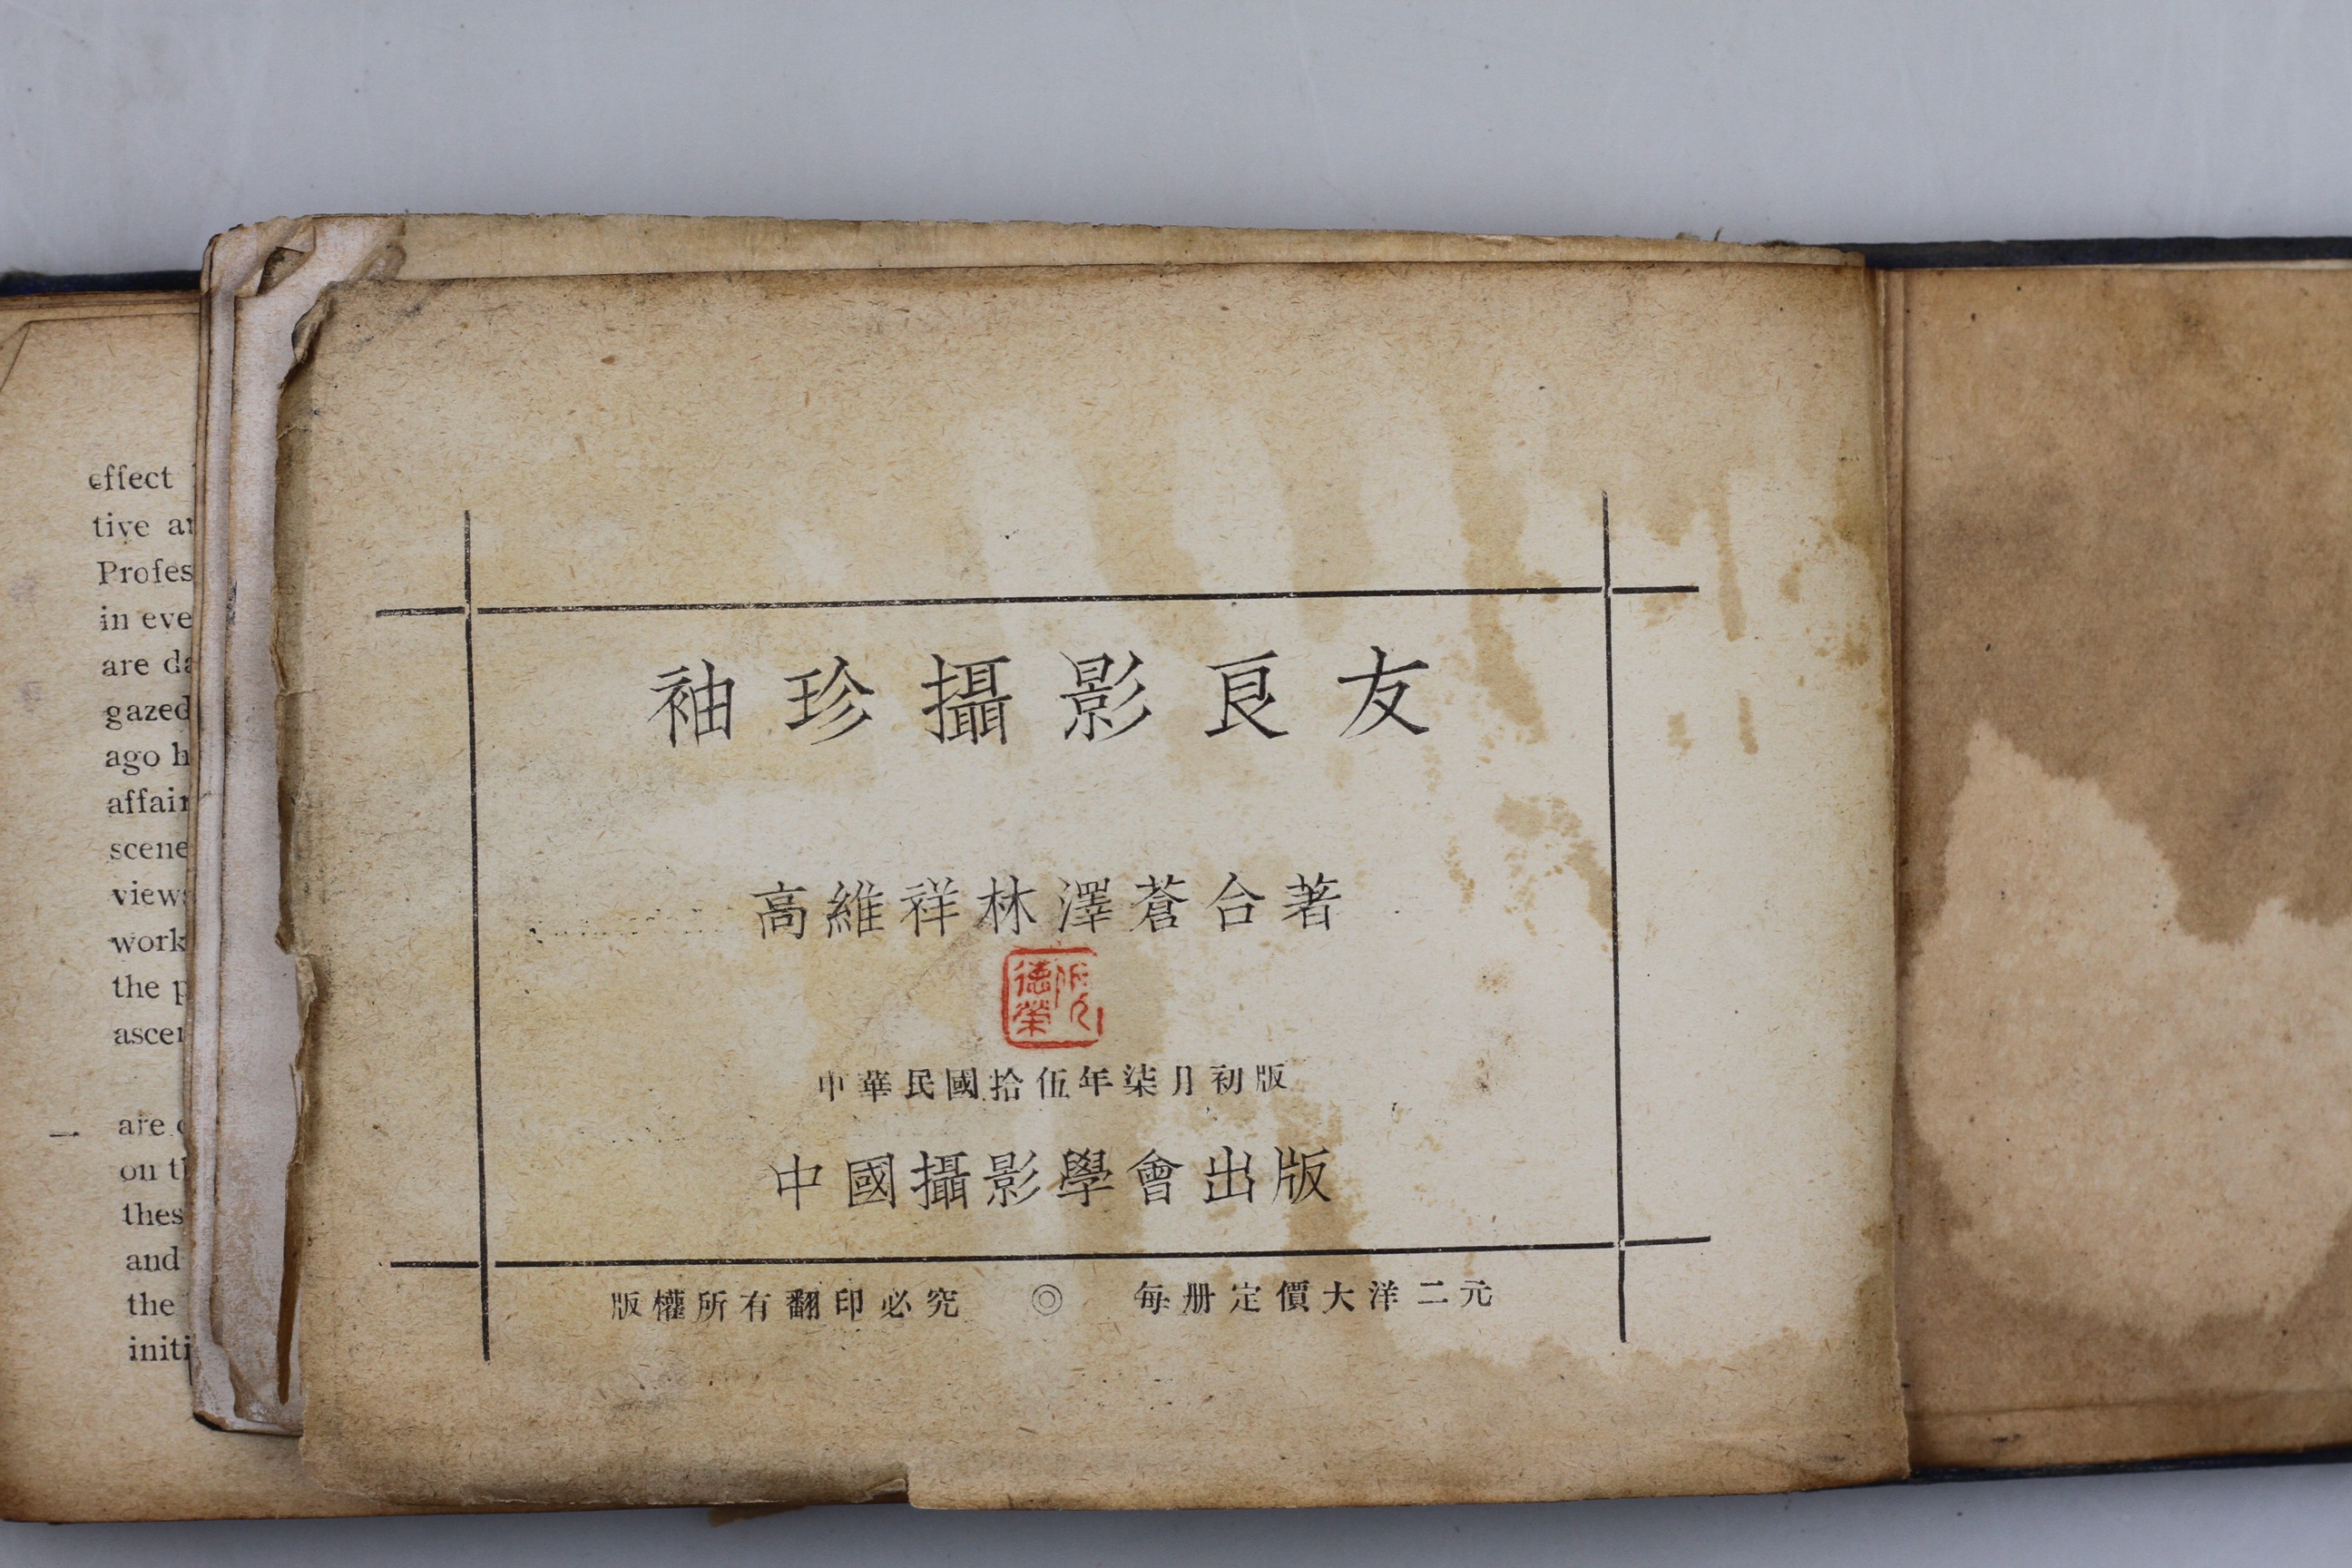 effect
Profes
in eve
are
gazed
ago
affair
scene
views
work
the
ascen
are
on
thes
and
the
initi
袖珍攝影良友
高維祥林澤蒼合著
德榮
中華民國拾伍年柒月初版
中國攝影學會出版
版權所有翻印必究 ◎ 每册定價大洋二元